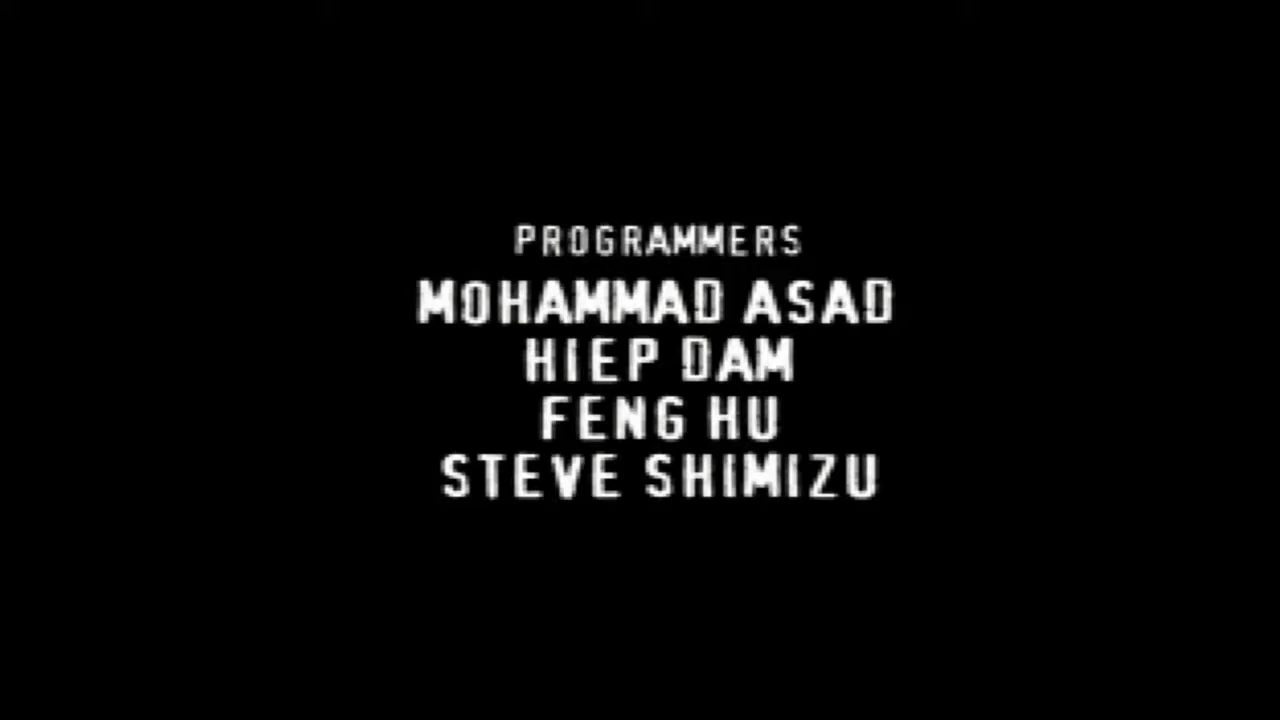 PROGRAMMERS
MOHAMMAD ASAD
HIEP DAM
FENG HU
STEVE SHIMIZU